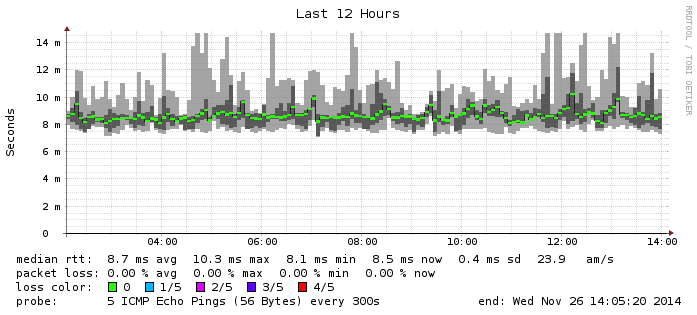 Last 12 Hours
RRDTOOL / TOBI OETIKER
Seconds
14 m
12 m
10 m
8 m
6 m
4 m
2 m
0
04:00 06:00 08:00 10:00 12:00 14:00
median rtt: 8.7 ms avg 10.3 ms max 8.1 ms min 8.5 ms now 0.4 ms sd 23.9 am/s
packet loss: 0.00 % avg 0.00 % max 0.00 % min 0.00 % now
loss color: 0 1/5 2/5 3/5 4/5
probe: 5 ICMP Echo Pings (56 Bytes) every 300s end: Wed Nov 26 14:05:20 2014